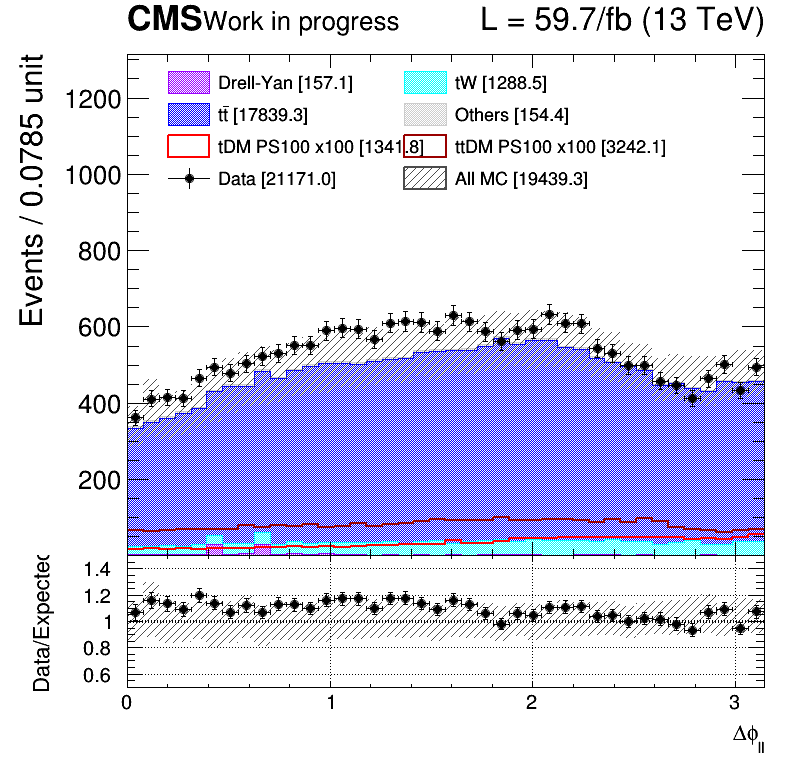 CMS Work in progress L = 59.7/fb (13 TeV)
Events / 0.0785 unit
1200
1000
800
600
400
200
Drell-Yan [157.1] tW [1288.5]
tt̄ [17839.3] Others [154.4]
tDM PS100 x100 [1341.8] ttDM PS100 x100 [3242.1]
Data [21171.0] All MC [19439.3]
Data/Expected
1.4
1.2
1
0.8
0.6
0 1 2 3
Δϕ_ll